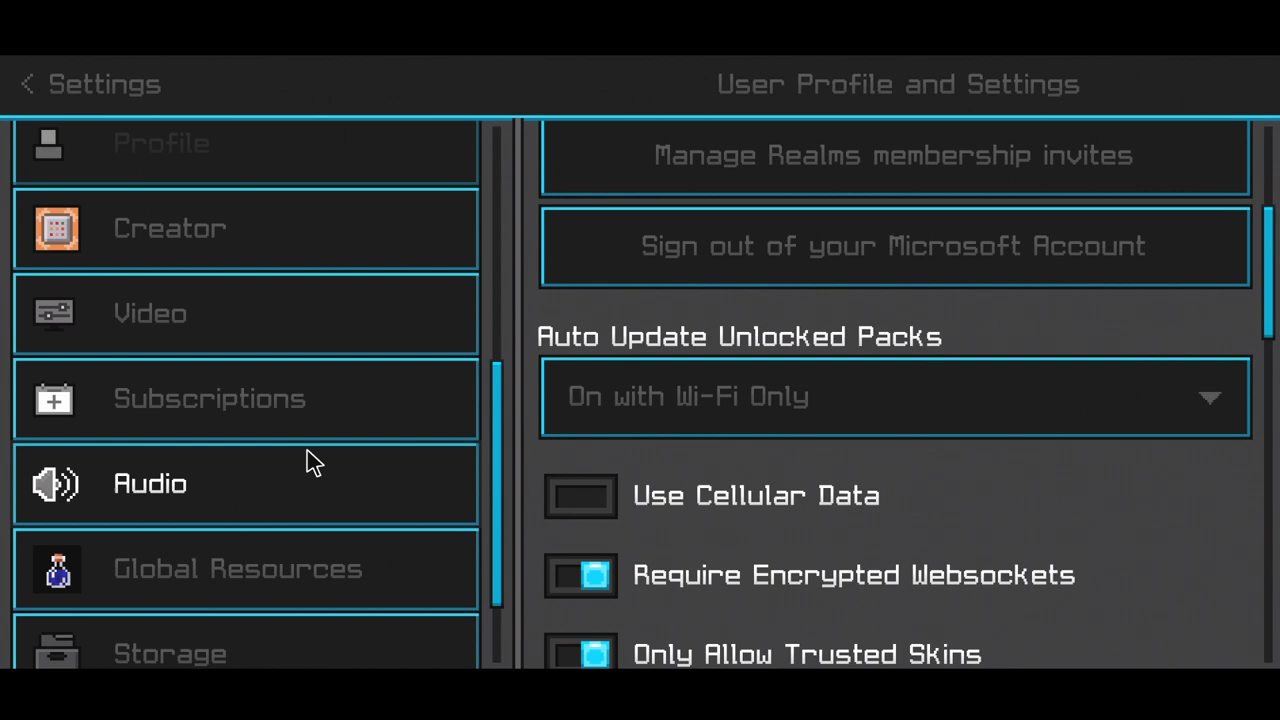 Settings
User Profile and Settings
Profile
Creator
Video
Subscriptions
Audio
Global Resources
Storage
Manage Realms membership invites
Sign out of your Microsoft Account
Auto Update Unlocked Packs
On with Wi-Fi Only
Use Cellular Data
Require Encrypted Websockets
Only Allow Trusted Skins